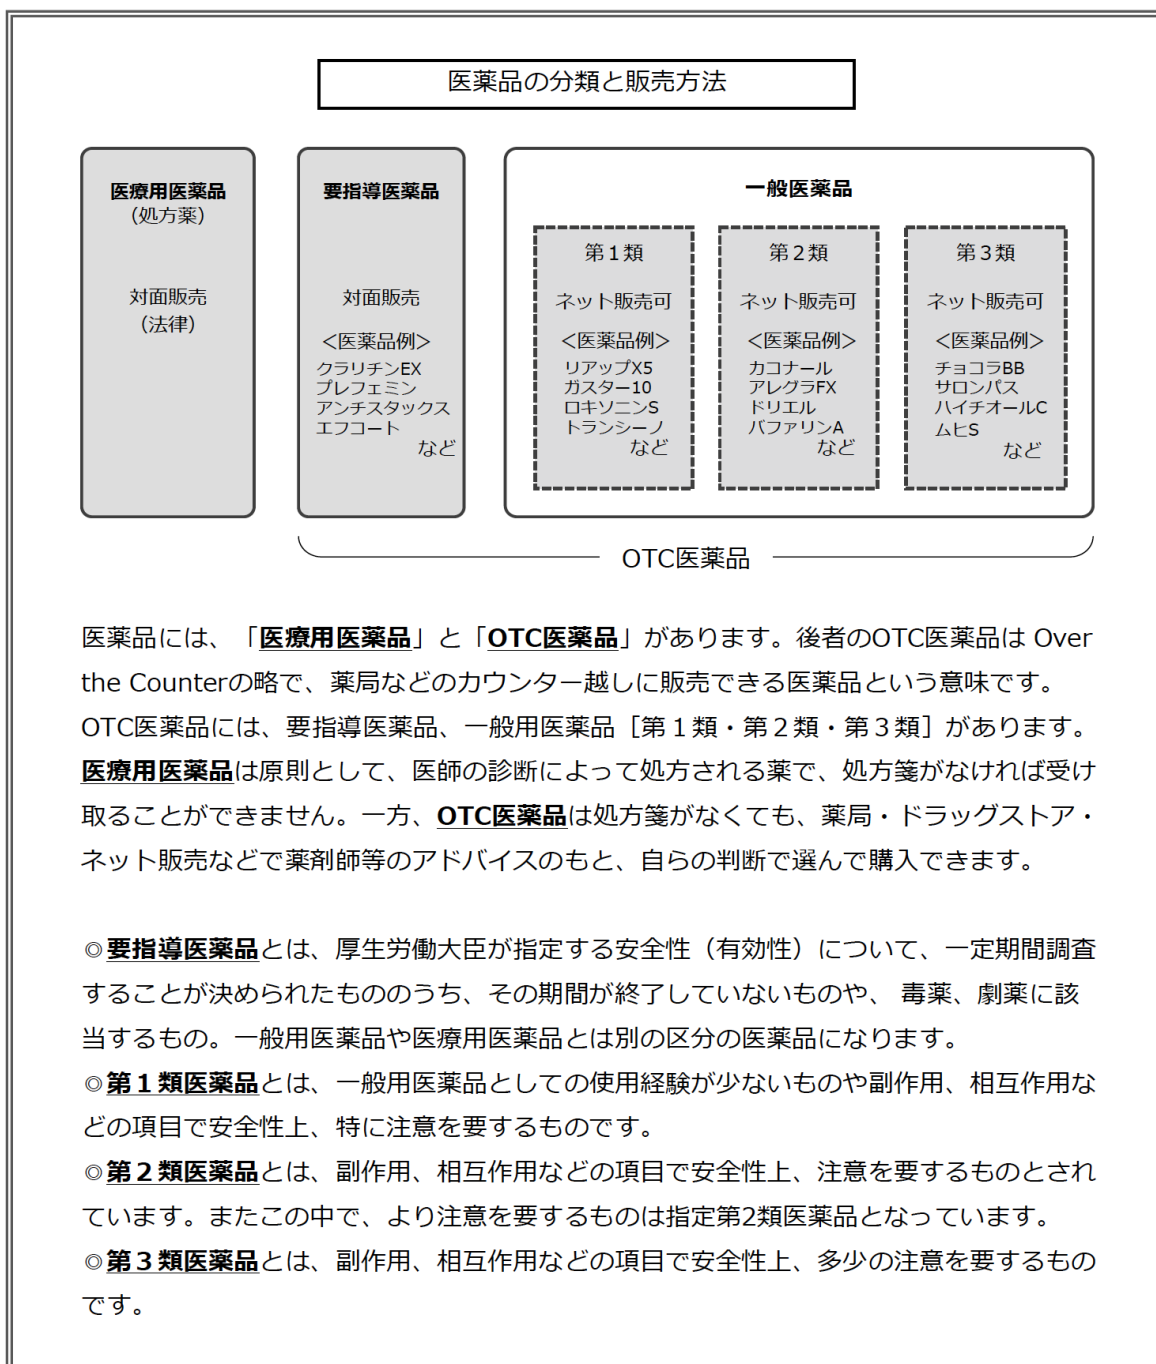 医薬品の分類と販売方法
医療用医薬品
（処方薬）
対面販売
（法律）
要指導医薬品
対面販売
＜医薬品例＞
クラリチンEX
プレフェミン
アンチスタックス
エフコート
など
一般医薬品
第１類
ネット販売可
＜医薬品例＞
リアップX5
ガスター10
ロキソニンS
トランシーノ
など
第２類
ネット販売可
＜医薬品例＞
カコナール
アレグラFX
ドリエル
バファリンA
など
第３類
ネット販売可
＜医薬品例＞
チョコラBB
サロンパス
ハイチオールC
ムヒS
など
OTC医薬品
医薬品には、「医療用医薬品」と「OTC医薬品」があります。後者のOTC医薬品は Over
the Counterの略で、薬局などのカウンター越しに販売できる医薬品という意味です。
OTC医薬品には、要指導医薬品、一般用医薬品［第１類・第２類・第３類］があります。
医療用医薬品は原則として、医師の診断によって処方される薬で、処方箋がなければ受け
取ることができません。一方、OTC医薬品は処方箋がなくても、薬局・ドラッグストア・
ネット販売などで薬剤師等のアドバイスのもと、自らの判断で選んで購入できます。
◎要指導医薬品とは、厚生労働大臣が指定する安全性（有効性）について、一定期間調査
することが決められたもののうち、その期間が終了していないものや、 毒薬、劇薬に該
当するもの。一般用医薬品や医療用医薬品とは別の区分の医薬品になります。
◎第１類医薬品とは、一般用医薬品としての使用経験が少ないものや副作用、相互作用な
どの項目で安全性上、特に注意を要するものです。
◎第２類医薬品とは、副作用、相互作用などの項目で安全性上、注意を要するものとされ
ています。またこの中で、より注意を要するものは指定第2類医薬品となっています。
◎第３類医薬品とは、副作用、相互作用などの項目で安全性上、多少の注意を要するもの
です。